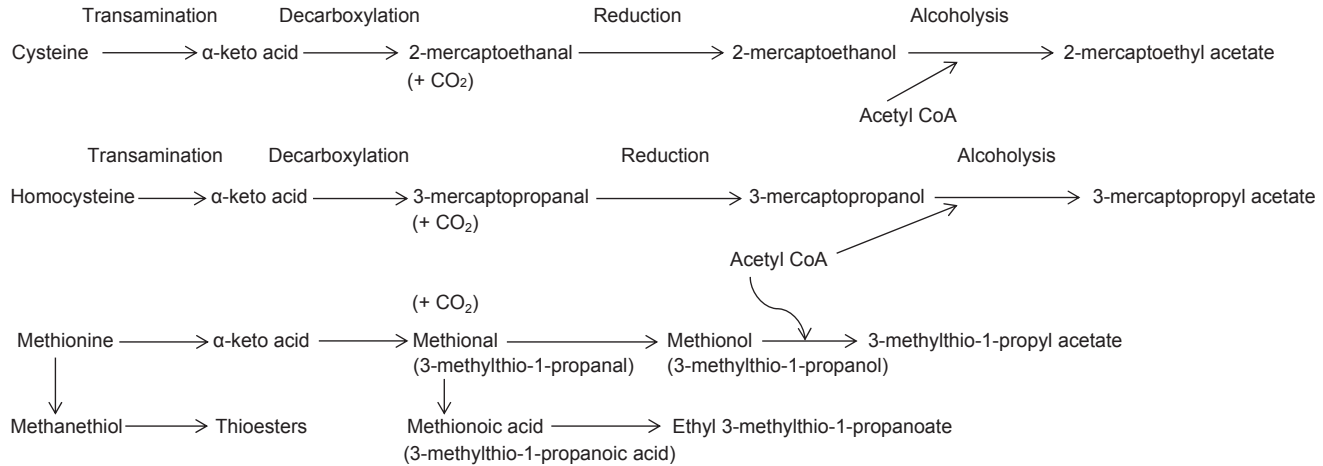 Transamination Decarboxylation Reduction Alcoholysis
Cysteine α-keto acid 2-mercaptoethanal 2-mercaptoethanol 2-mercaptoethyl acetate
(+ CO₂)
Acetyl CoA
Transamination Decarboxylation Reduction Alcoholysis
Homocysteine α-keto acid 3-mercaptopropanal 3-mercaptopropanol 3-mercaptopropyl acetate
(+ CO₂)
Acetyl CoA
(+ CO₂)
Methionine α-keto acid Methional Methionol 3-methylthio-1-propyl acetate
(3-methylthio-1-propanal) (3-methylthio-1-propanol)
Methanethiol Thioesters Methionoic acid Ethyl 3-methylthio-1-propanoate
(3-methylthio-1-propanoic acid)